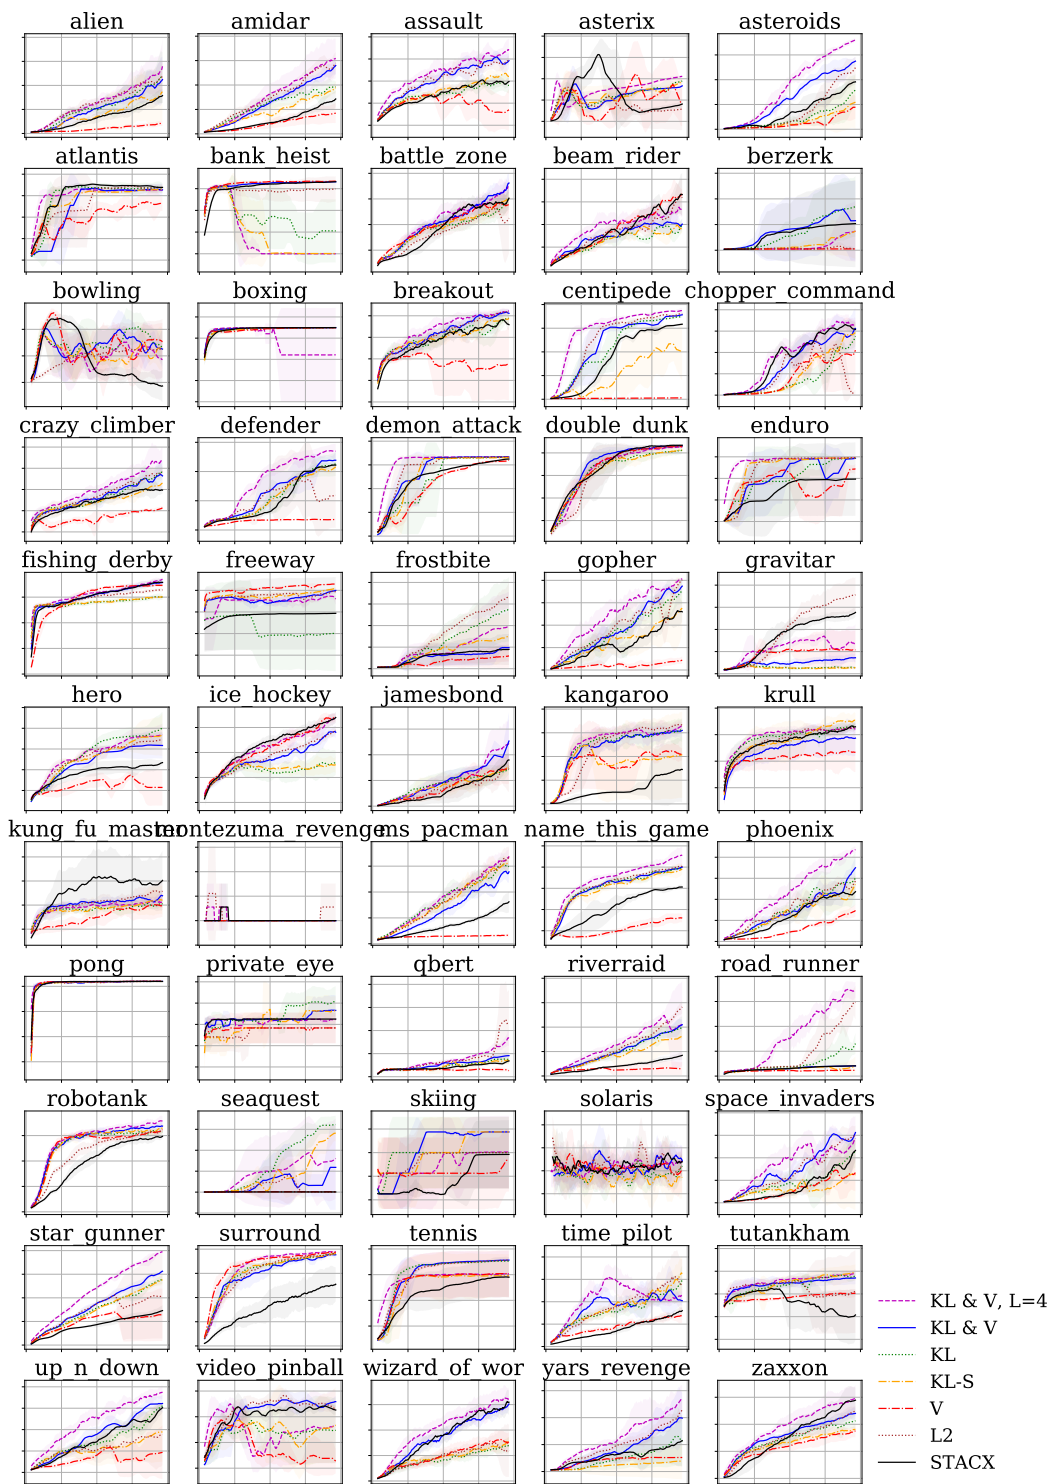 alien amidar assault asterix asteroids
atlantis bank_heist battle_zone beam_rider berzerk
bowling boxing breakout centipede chopper_command
crazy_climber defender demon_attack double_dunk enduro
fishing_derby freeway frostbite gopher gravitar
hero ice_hockey jamesbond kangaroo krull
kung_fu_master montezuma_revenge ms_pacman name_this_game phoenix
pong private_eye qbert riverraid road_runner
robotank seaquest skiing solaris space_invaders
star_gunner surround tennis time_pilot tutankham
up_n_down video_pinball wizard_of_wor yars_revenge zaxxon
KL & V, L=4
KL & V
KL
KL-S
V
L2
STACX